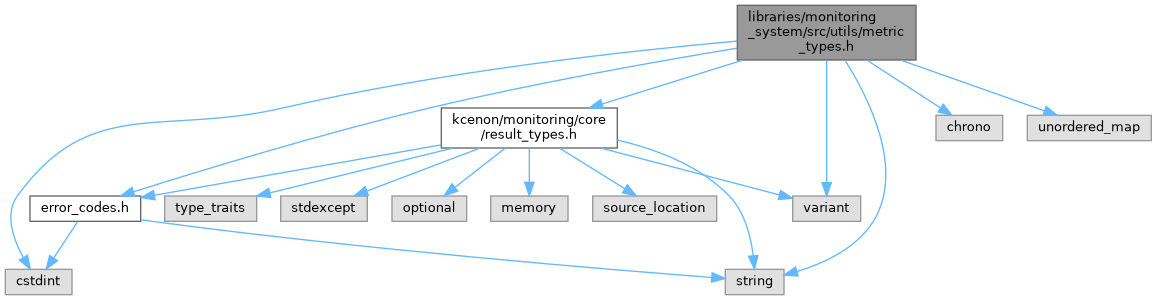 libraries/monitoring
_system/src/utils/metric
_types.h
kcenon/monitoring/core
/result_types.h
chrono
unordered_map
error_codes.h
type_traits
stdexcept
optional
memory
source_location
variant
cstdint
string